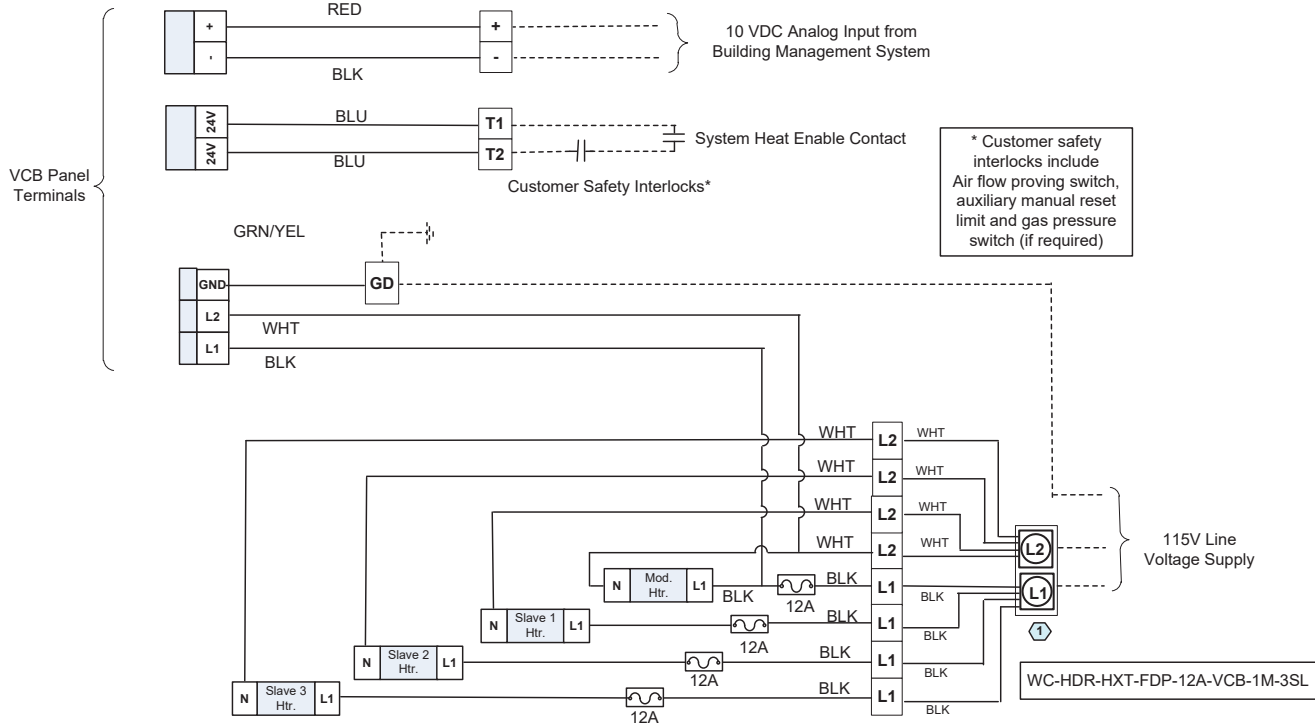 RED
+
+
10 VDC Analog Input from
Building Management System
-
-
BLK
24V
BLU
T1
System Heat Enable Contact
24V
BLU
T2
Customer Safety Interlocks*
* Customer safety
interlocks include
Air flow proving switch,
auxiliary manual reset
limit and gas pressure
switch (if required)
VCB Panel
Terminals
GRN/YEL
GND
GD
L2
WHT
L1
BLK
WHT
L2
WHT
WHT
L2
WHT
WHT
L2
WHT
WHT
L2
WHT
L2
115V Line
Voltage Supply
N
Mod.
Htr.
L1
BLK
12A
BLK
L1
BLK
L1
N
Slave 1
Htr.
L1
12A
BLK
L1
BLK
1
N
Slave 2
Htr.
L1
12A
BLK
L1
BLK
N
Slave 3
Htr.
L1
12A
BLK
L1
BLK
WC-HDR-HXT-FDP-12A-VCB-1M-3SL